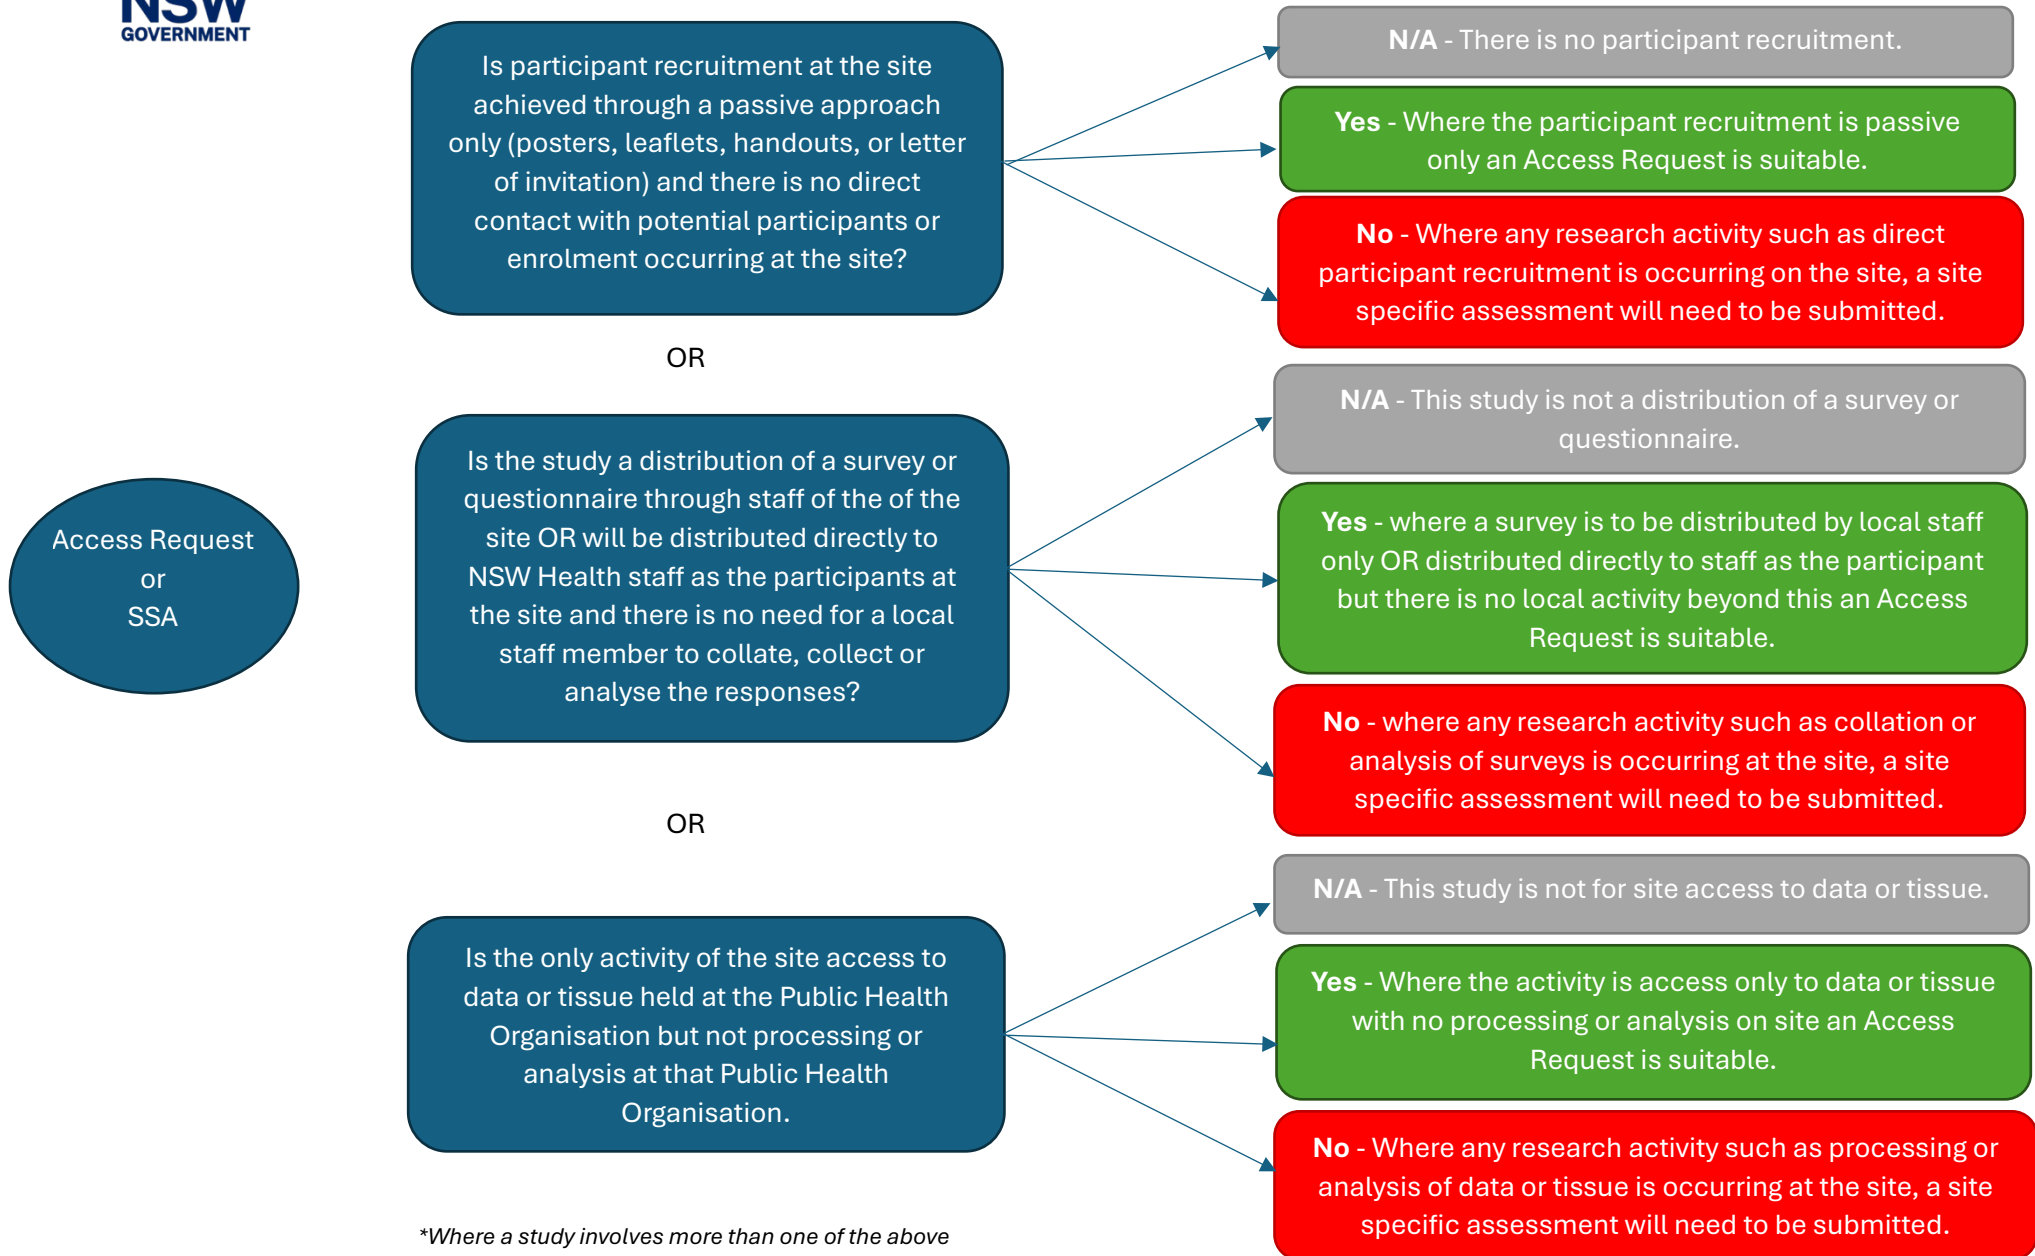 NSW
GOVERNMENT
Access Request
or
SSA
Is participant recruitment at the site
achieved through a passive approach
only (posters, leaflets, handouts, or letter
of invitation) and there is no direct
contact with potential participants or
enrolment occurring at the site?
N/A - There is no participant recruitment.
Yes - Where the participant recruitment is passive
only an Access Request is suitable.
No - Where any research activity such as direct
participant recruitment is occurring on the site, a site
specific assessment will need to be submitted.
OR
Is the study a distribution of a survey or
questionnaire through staff of the of the
site OR will be distributed directly to
NSW Health staff as the participants at
the site and there is no need for a local
staff member to collate, collect or
analyse the responses?
N/A - This study is not a distribution of a survey or
questionnaire.
Yes - where a survey is to be distributed by local staff
only OR distributed directly to staff as the participant
but there is no local activity beyond this an Access
Request is suitable.
No - where any research activity such as collation or
analysis of surveys is occurring at the site, a site
specific assessment will need to be submitted.
OR
Is the only activity of the site access to
data or tissue held at the Public Health
Organisation but not processing or
analysis at that Public Health
Organisation.
N/A - This study is not for site access to data or tissue.
Yes - Where the activity is access only to data or tissue
with no processing or analysis on site an Access
Request is suitable.
No - Where any research activity such as processing or
analysis of data or tissue is occurring at the site, a site
specific assessment will need to be submitted.
*Where a study involves more than one of the above